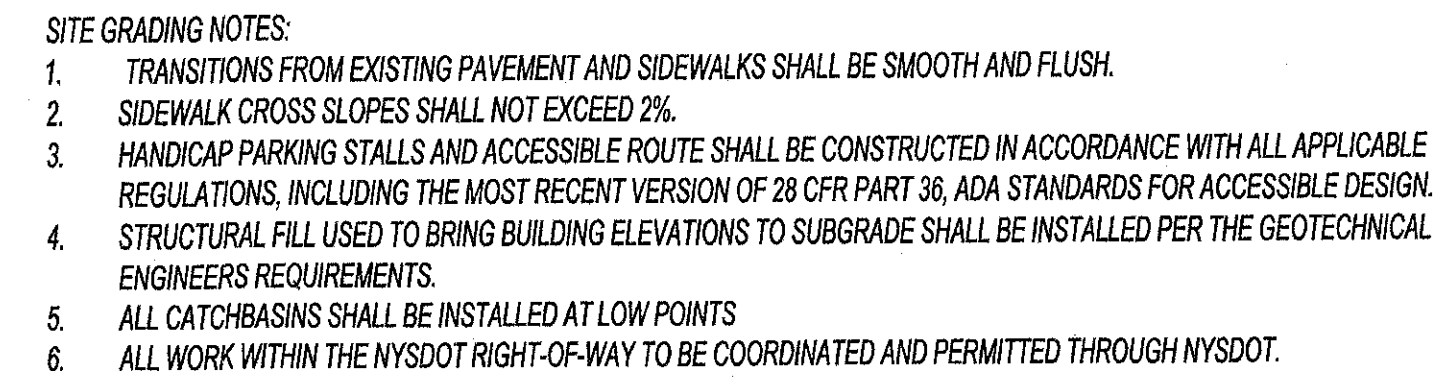 SITE GRADING NOTES:
1. TRANSITIONS FROM EXISTING PAVEMENT AND SIDEWALKS SHALL BE SMOOTH AND FLUSH.
2. SIDEWALK CROSS SLOPES SHALL NOT EXCEED 2%.
3. HANDICAP PARKING STALLS AND ACCESSIBLE ROUTE SHALL BE CONSTRUCTED IN ACCORDANCE WITH ALL APPLICABLE
REGULATIONS, INCLUDING THE MOST RECENT VERSION OF 28 CFR PART 36, ADA STANDARDS FOR ACCESSIBLE DESIGN.
4. STRUCTURAL FILL USED TO BRING BUILDING ELEVATIONS TO SUBGRADE SHALL BE INSTALLED PER THE GEOTECHNICAL
ENGINEERS REQUIREMENTS.
5. ALL CATCHBASINS SHALL BE INSTALLED AT LOW POINTS
6. ALL WORK WITHIN THE NYSDOT RIGHT-OF-WAY TO BE COORDINATED AND PERMITTED THROUGH NYSDOT.